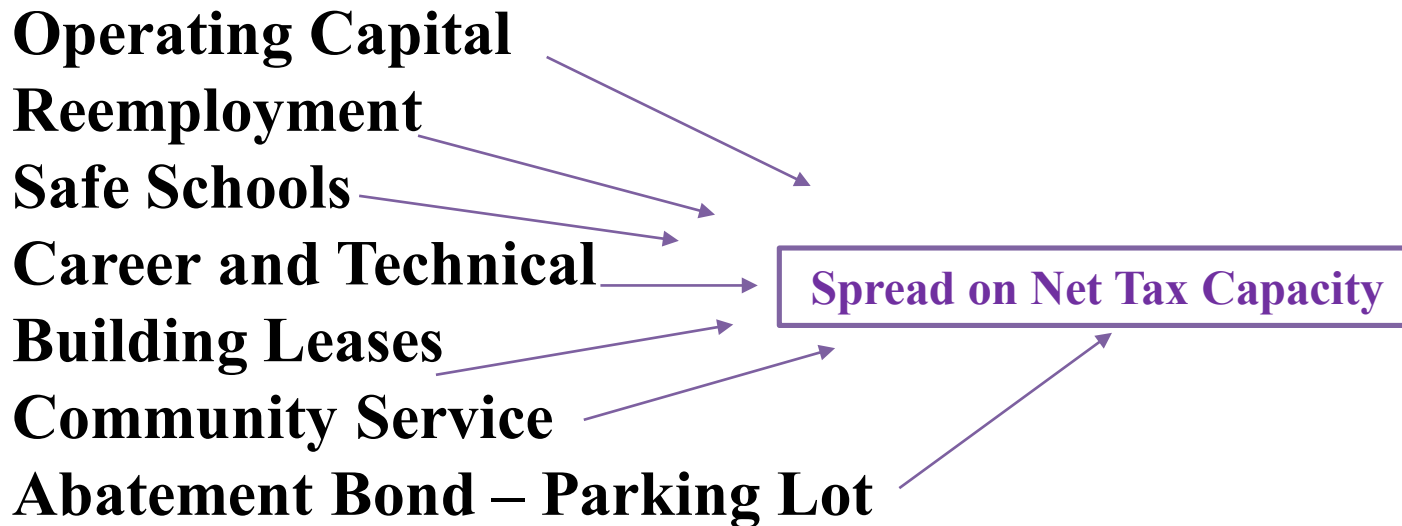 Operating Capital
Reemployment
Safe Schools
Career and Technical
Spread on Net Tax Capacity
Building Leases
Community Service
Abatement Bond – Parking Lot